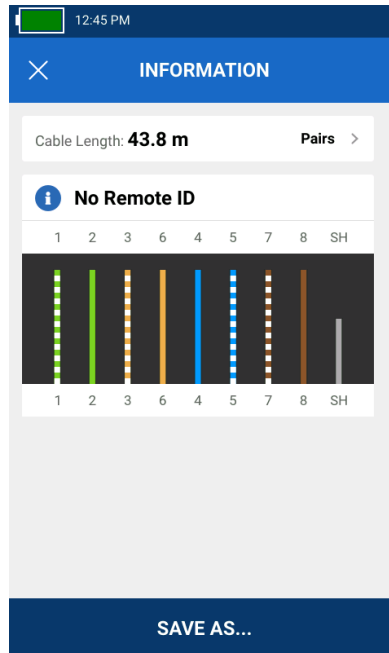 12:45 PM
INFORMATION
Cable Length: 43.8 m Pairs >
No Remote ID
1 2 3 6 4 5 7 8 SH
1 2 3 6 4 5 7 8 SH
SAVE AS...